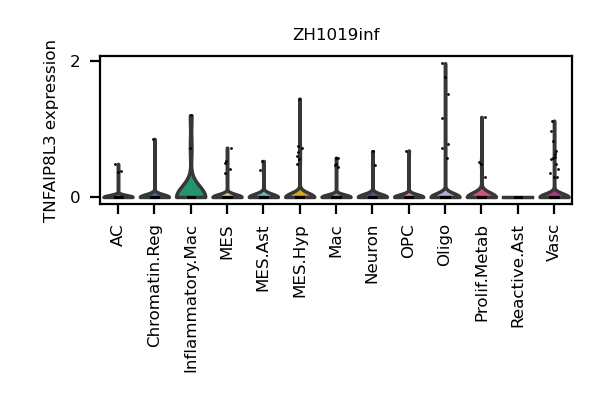 ZH1019inf
TNFAIP8L3 expression
2
0
AC
Chromatin.Reg
Inflammatory.Mac
MES
MES.Ast
MES.Hyp
Mac
Neuron
OPC
Oligo
Prolif.Metab
Reactive.Ast
Vasc